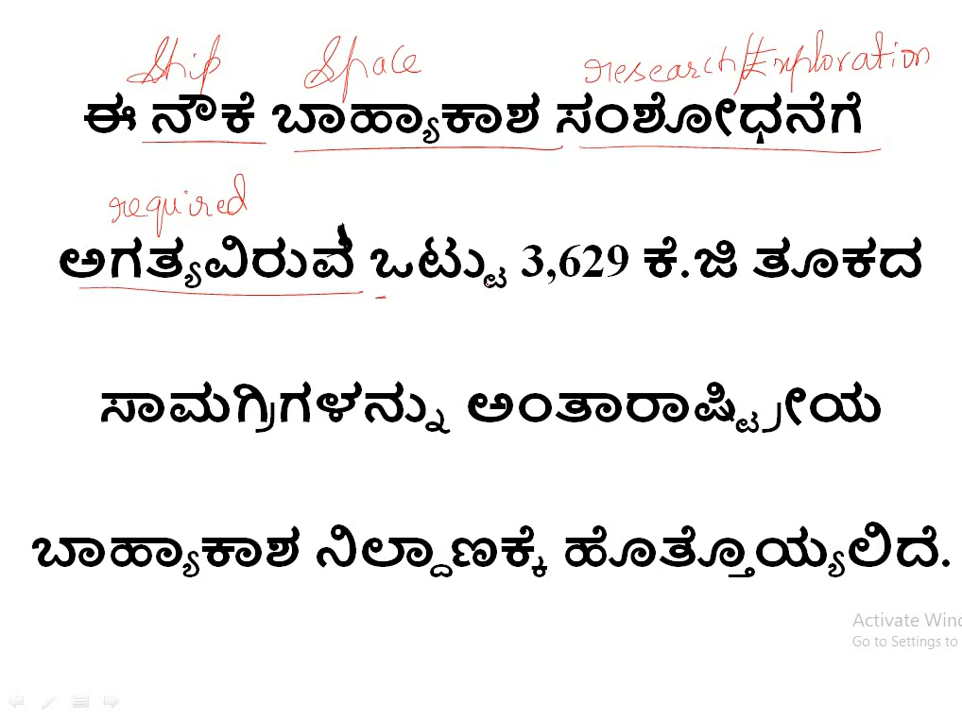 Ship Space research/Exploration
ಈ ನೌಕೆ ಬಾಹ್ಯಾಕಾಶ ಸಂಶೋಧನೆಗೆ
required
ಅಗತ್ಯವಿರುವ ಒಟ್ಟು 3,629 ಕೆ.ಜಿ ತೂಕದ
ಸಾಮಗ್ರಿಗಳನ್ನು ಅಂತಾರಾಷ್ಟ್ರೀಯ
ಬಾಹ್ಯಾಕಾಶ ನಿಲ್ದಾಣಕ್ಕೆ ಹೊತ್ತೊಯ್ಯಲಿದೆ.
Activate Wind
Go to Settings to